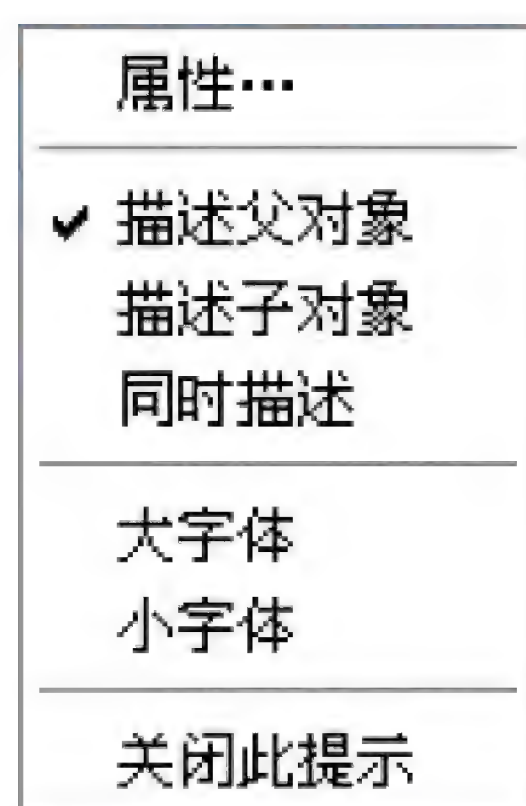 属性…
描述父对象
描述子对象
同时描述
大字体
小字体
关闭此提示